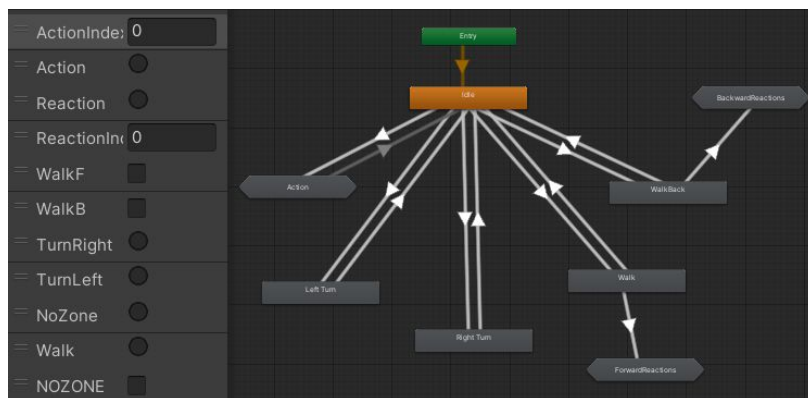 ActionIndex 0
Action
Reaction
ReactionIn 0
WalkF
WalkB
TurnRight
TurnLeft
NoZone
Walk
NOZONE
Entry
Idle
BackwardReactions
Action
WalkBack
Left Turn
Walk
Right Turn
ForwardReactions